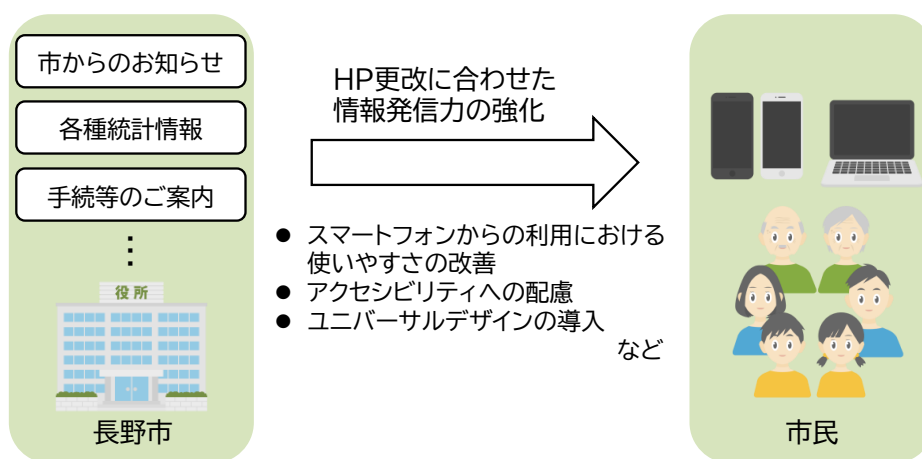 市からのお知らせ
各種統計情報
手続等のご案内
⋮
役所
長野市
HP更改に合わせた
情報発信力の強化
● スマートフォンからの利用における
使いやすさの改善
● アクセシビリティへの配慮
● ユニバーサルデザインの導入
など
市民